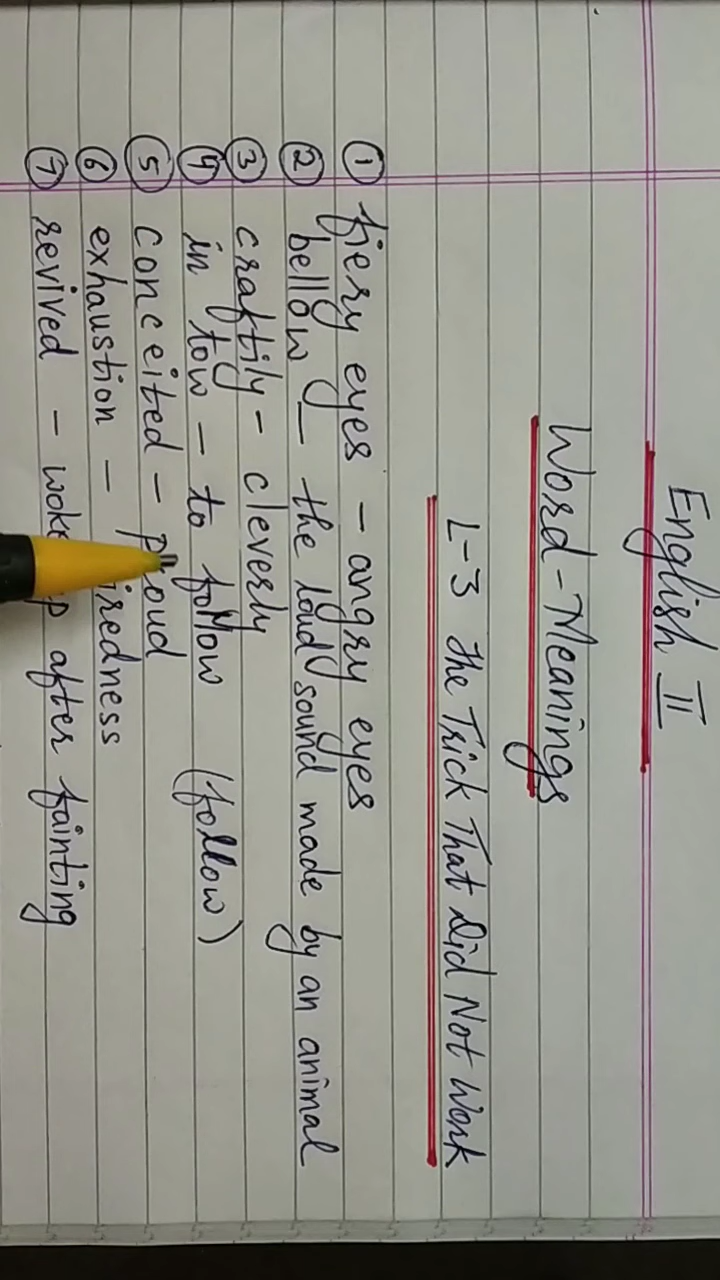 English II
Word-Meanings
L-3 The Trick That Did Not Work
① fiery eyes - angry eyes
② bellow - the loud sound made by an animal
③ craftily - cleverly
④ in tow - to follow (follow)
⑤ conceited - proud
⑥ exhaustion - tiredness
⑦ revived - woke up after fainting